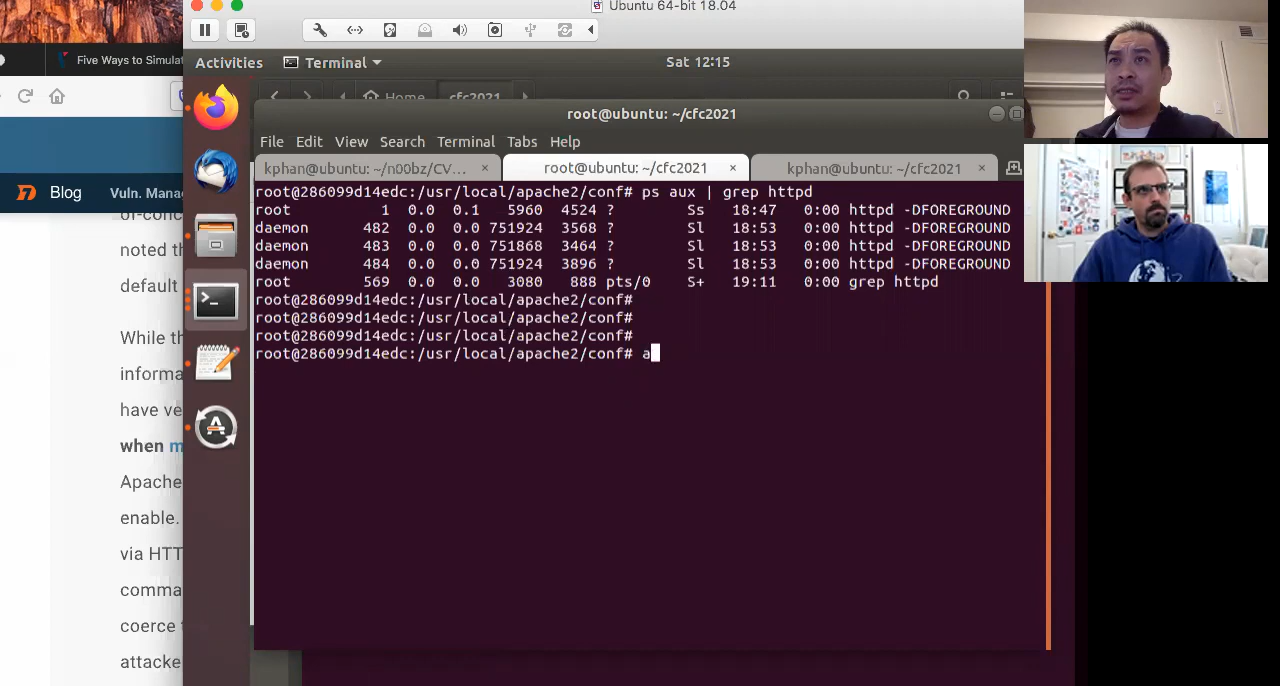 Ubuntu 64-bit 18.04
Five Ways to Simulat
Activities
Terminal
Sat 12:15
Home
cfc2021
root@ubuntu: ~/cfc2021
File Edit View Search Terminal Tabs Help
kphan@ubuntu: ~/n00bz/CV...
root@ubuntu: ~/cfc2021
kphan@ubuntu: ~/cfc2021
Blog
Vuln. Mana
root@286099d14edc:/usr/local/apache2/conf# ps aux | grep httpd
root 1 0.0 0.1 5960 4524 ? Ss 18:47 0:00 httpd -DFOREGROUND
daemon 482 0.0 0.2 751924 3568 ? Sl 18:53 0:00 httpd -DFOREGROUND
daemon 483 0.0 0.2 751868 3464 ? Sl 18:53 0:00 httpd -DFOREGROUND
daemon 484 0.0 0.2 751924 3896 ? Sl 18:53 0:00 httpd -DFOREGROUND
root 569 0.0 0.0 3080 888 pts/0 S+ 19:11 0:00 grep httpd
root@286099d14edc:/usr/local/apache2/conf#
root@286099d14edc:/usr/local/apache2/conf#
root@286099d14edc:/usr/local/apache2/conf#
root@286099d14edc:/usr/local/apache2/conf# a
of-conc
noted th
default
While th
informa
have ve
when m
Apache
enable.
via HTT
comma
coerce
attacke